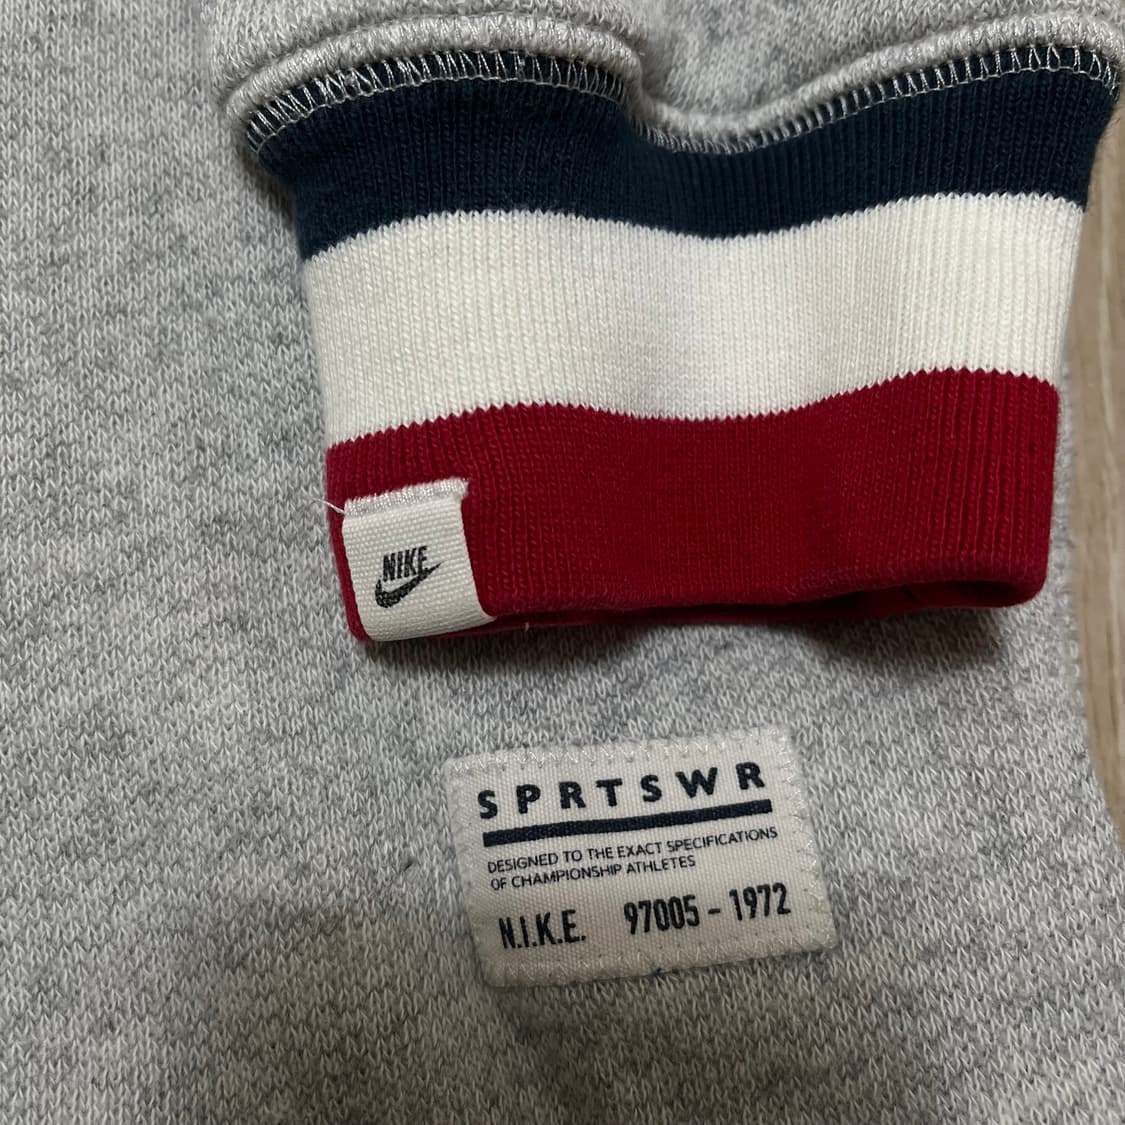 NIKE
SPRTSWR
DESIGNED TO THE EXACT SPECIFICATIONS
OF CHAMPIONSHIP ATHLETES
N.I.K.E. 97005 - 1972